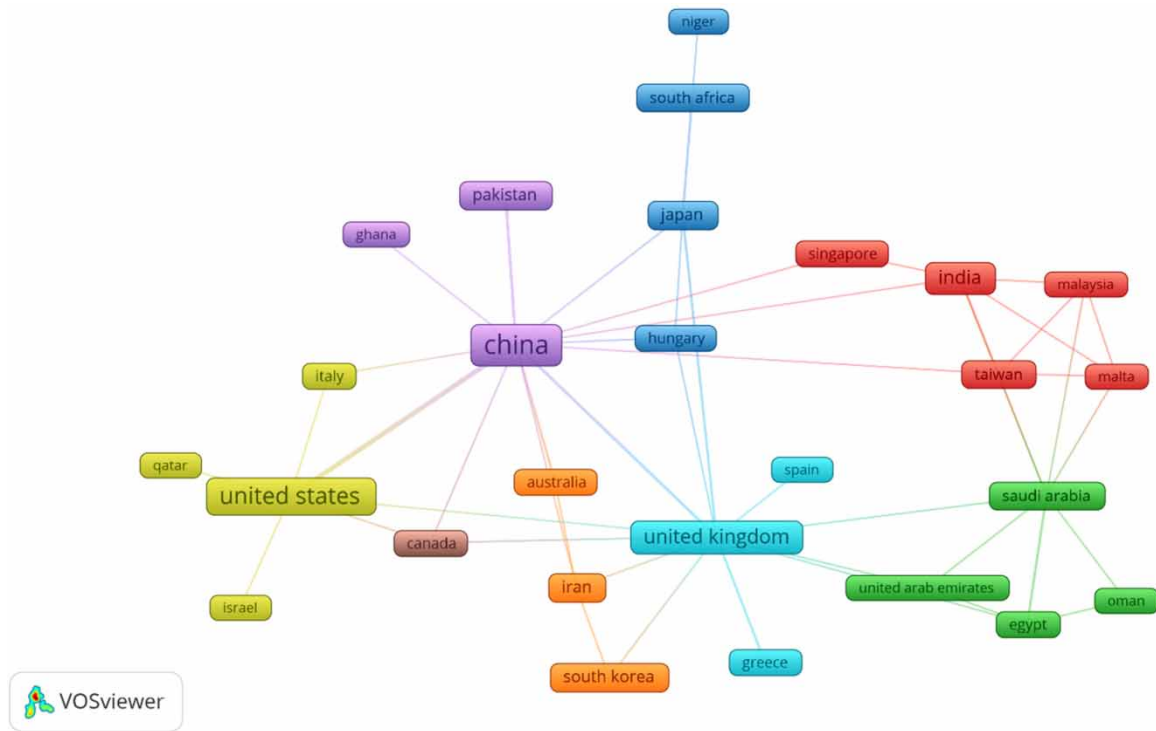 niger
south africa
pakistan
japan
ghana
singapore
india
malaysia
china
hungary
italy
taiwan
malta
qatar
spain
united states
australia
saudi arabia
united kingdom
canada
iran
united arab emirates
oman
israel
egypt
greece
south korea
VOSviewer